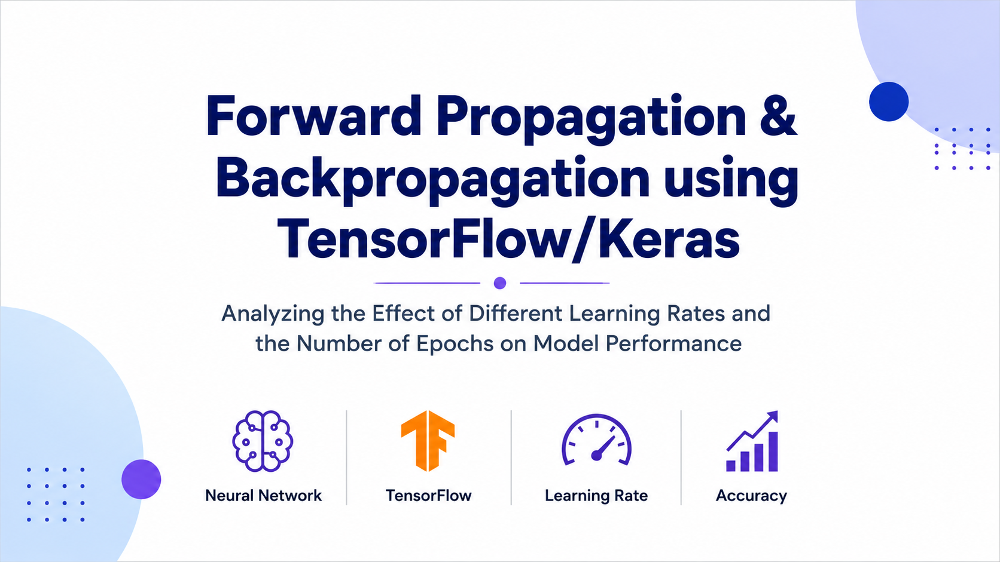 Forward Propagation &
Backpropagation using
TensorFlow/Keras
Analyzing the Effect of Different Learning Rates and
the Number of Epochs on Model Performance
Neural Network
TensorFlow
Learning Rate
Accuracy